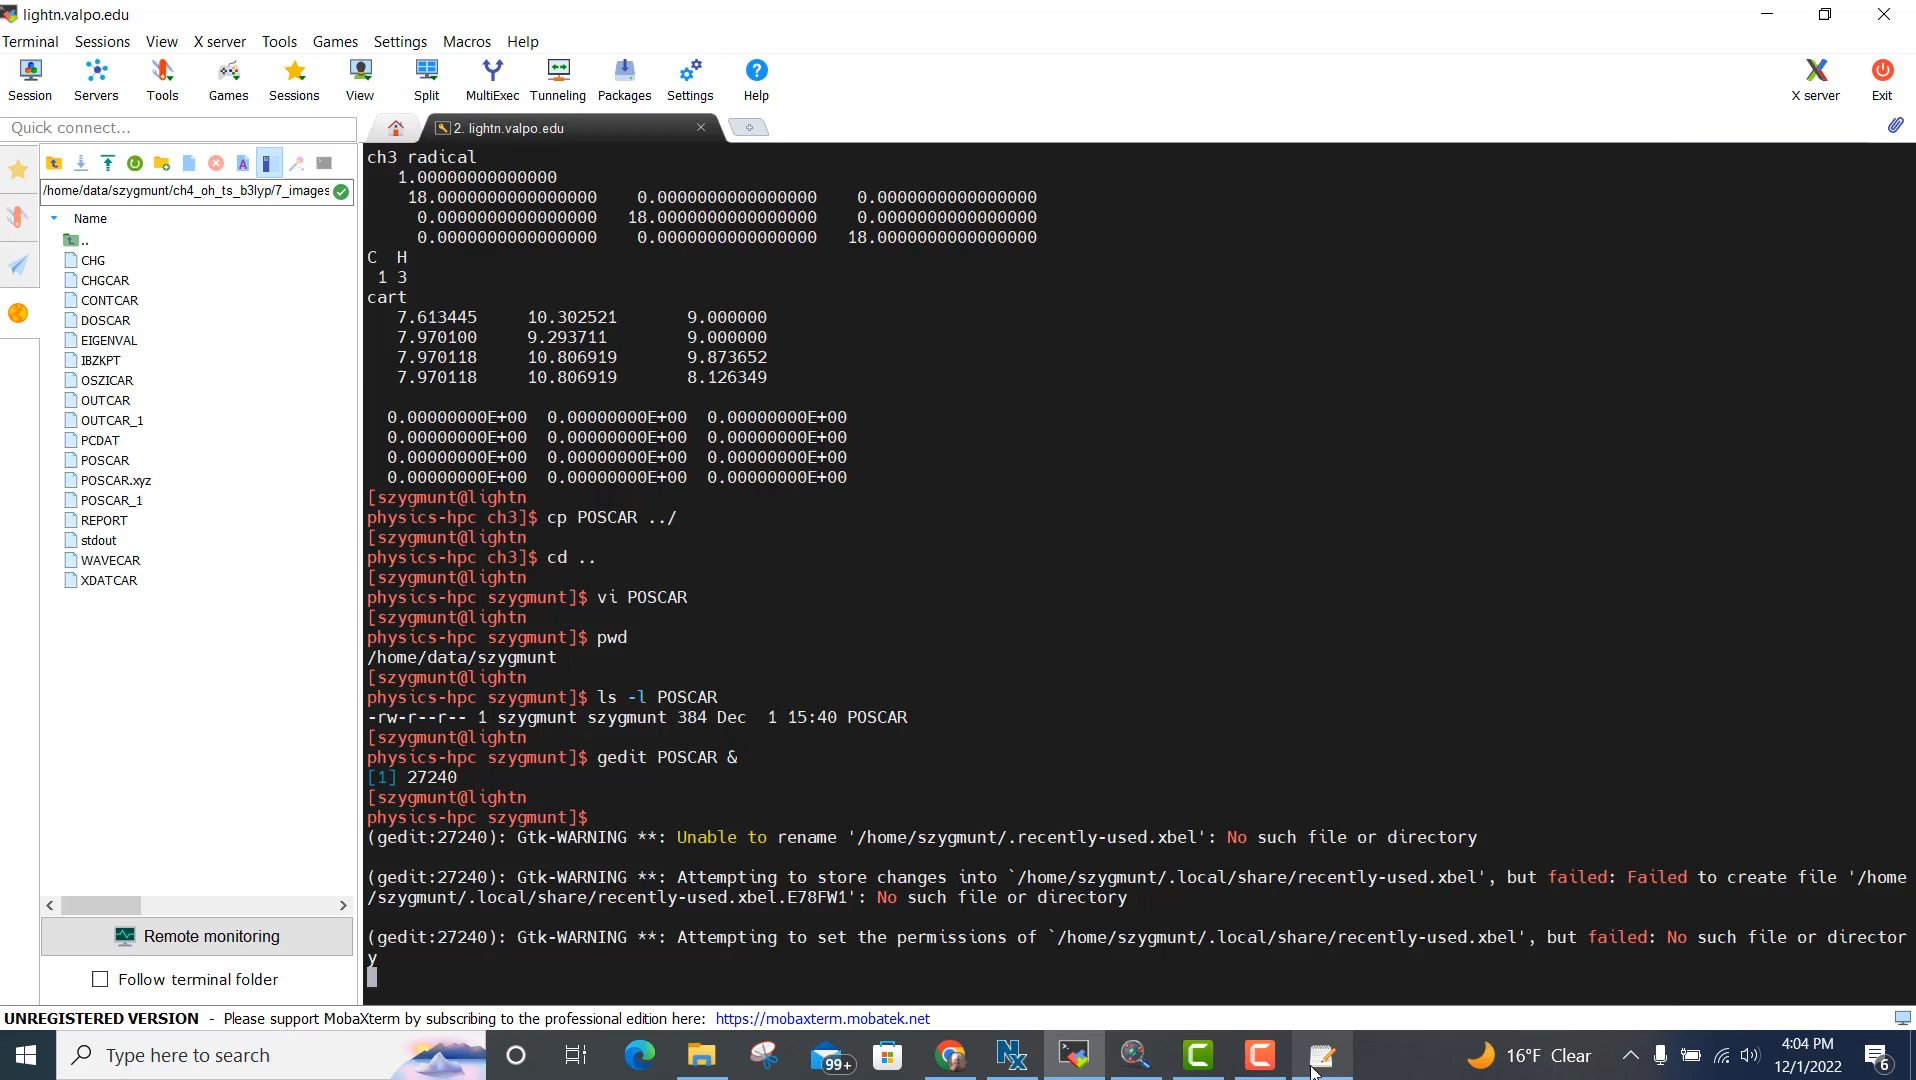 lightn.valpo.edu
Terminal Sessions View X server Tools Games Settings Macros Help
Session Servers Tools Games Sessions View Split MultiExec Tunneling Packages Settings Help X server Exit
Quick connect...
2. lightn.valpo.edu
/home/data/szygmunt/ch4_oh_ts_b3lyp/7_images
Name
..
CHG
CHGCAR
CONTCAR
DOSCAR
EIGENVAL
IBZKPT
OSZICAR
OUTCAR
OUTCAR_1
PCDAT
POSCAR
POSCAR.xyz
POSCAR_1
REPORT
stdout
WAVECAR
XDATCAR
Remote monitoring
Follow terminal folder
ch3 radical
1.00000000000000
18.0000000000000000 0.0000000000000000 0.0000000000000000
0.0000000000000000 18.0000000000000000 0.0000000000000000
0.0000000000000000 0.0000000000000000 18.0000000000000000
C H
1 3
cart
7.613445 10.302521 9.000000
7.970100 9.293711 9.000000
7.970118 10.806919 9.873652
7.970118 10.806919 8.126349
0.00000000E+00 0.00000000E+00 0.00000000E+00
0.00000000E+00 0.00000000E+00 0.00000000E+00
0.00000000E+00 0.00000000E+00 0.00000000E+00
0.00000000E+00 0.00000000E+00 0.00000000E+00
[szygmunt@lightn
physics-hpc ch3]$ cp POSCAR ../
[szygmunt@lightn
physics-hpc ch3]$ cd ..
[szygmunt@lightn
physics-hpc szygmunt]$ vi POSCAR
[szygmunt@lightn
physics-hpc szygmunt]$ pwd
/home/data/szygmunt
[szygmunt@lightn
physics-hpc szygmunt]$ ls -l POSCAR
-rw-r--r-- 1 szygmunt szygmunt 384 Dec  1 15:40 POSCAR
[szygmunt@lightn
physics-hpc szygmunt]$ gedit POSCAR &
[1] 27240
[szygmunt@lightn
physics-hpc szygmunt]$
(gedit:27240): Gtk-WARNING **: Unable to rename '/home/szygmunt/.recently-used.xbel': No such file or directory
(gedit:27240): Gtk-WARNING **: Attempting to store changes into `/home/szygmunt/.local/share/recently-used.xbel', but failed: Failed to create file '/home
/szygmunt/.local/share/recently-used.xbel.E78FW1': No such file or directory
(gedit:27240): Gtk-WARNING **: Attempting to set the permissions of `/home/szygmunt/.local/share/recently-used.xbel', but failed: No such file or director
y
UNREGISTERED VERSION - Please support MobaXterm by subscribing to the professional edition here: https://mobaxterm.mobatek.net
Type here to search
99+
16°F Clear
4:04 PM
12/1/2022
6